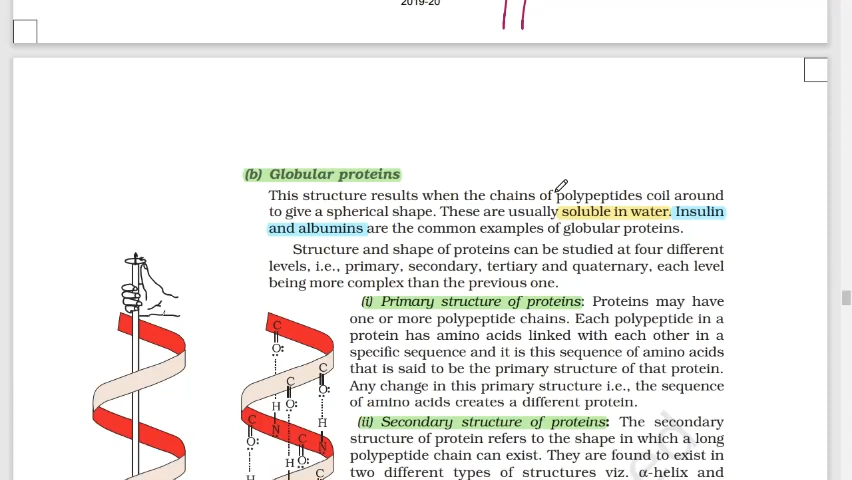 2019-20
(b) Globular proteins
This structure results when the chains of polypeptides coil around
to give a spherical shape. These are usually soluble in water. Insulin
and albumins are the common examples of globular proteins.
Structure and shape of proteins can be studied at four different
levels, i.e., primary, secondary, tertiary and quaternary, each level
being more complex than the previous one.
(i) Primary structure of proteins: Proteins may have
one or more polypeptide chains. Each polypeptide in a
protein has amino acids linked with each other in a
specific sequence and it is this sequence of amino acids
that is said to be the primary structure of that protein.
Any change in this primary structure i.e., the sequence
of amino acids creates a different protein.
(ii) Secondary structure of proteins: The secondary
structure of protein refers to the shape in which a long
polypeptide chain can exist. They are found to exist in
two different types of structures viz. α-helix and
C
O:
C
C
O:
O:
H
N
C
H
O:
C
N
H
O:
C
H